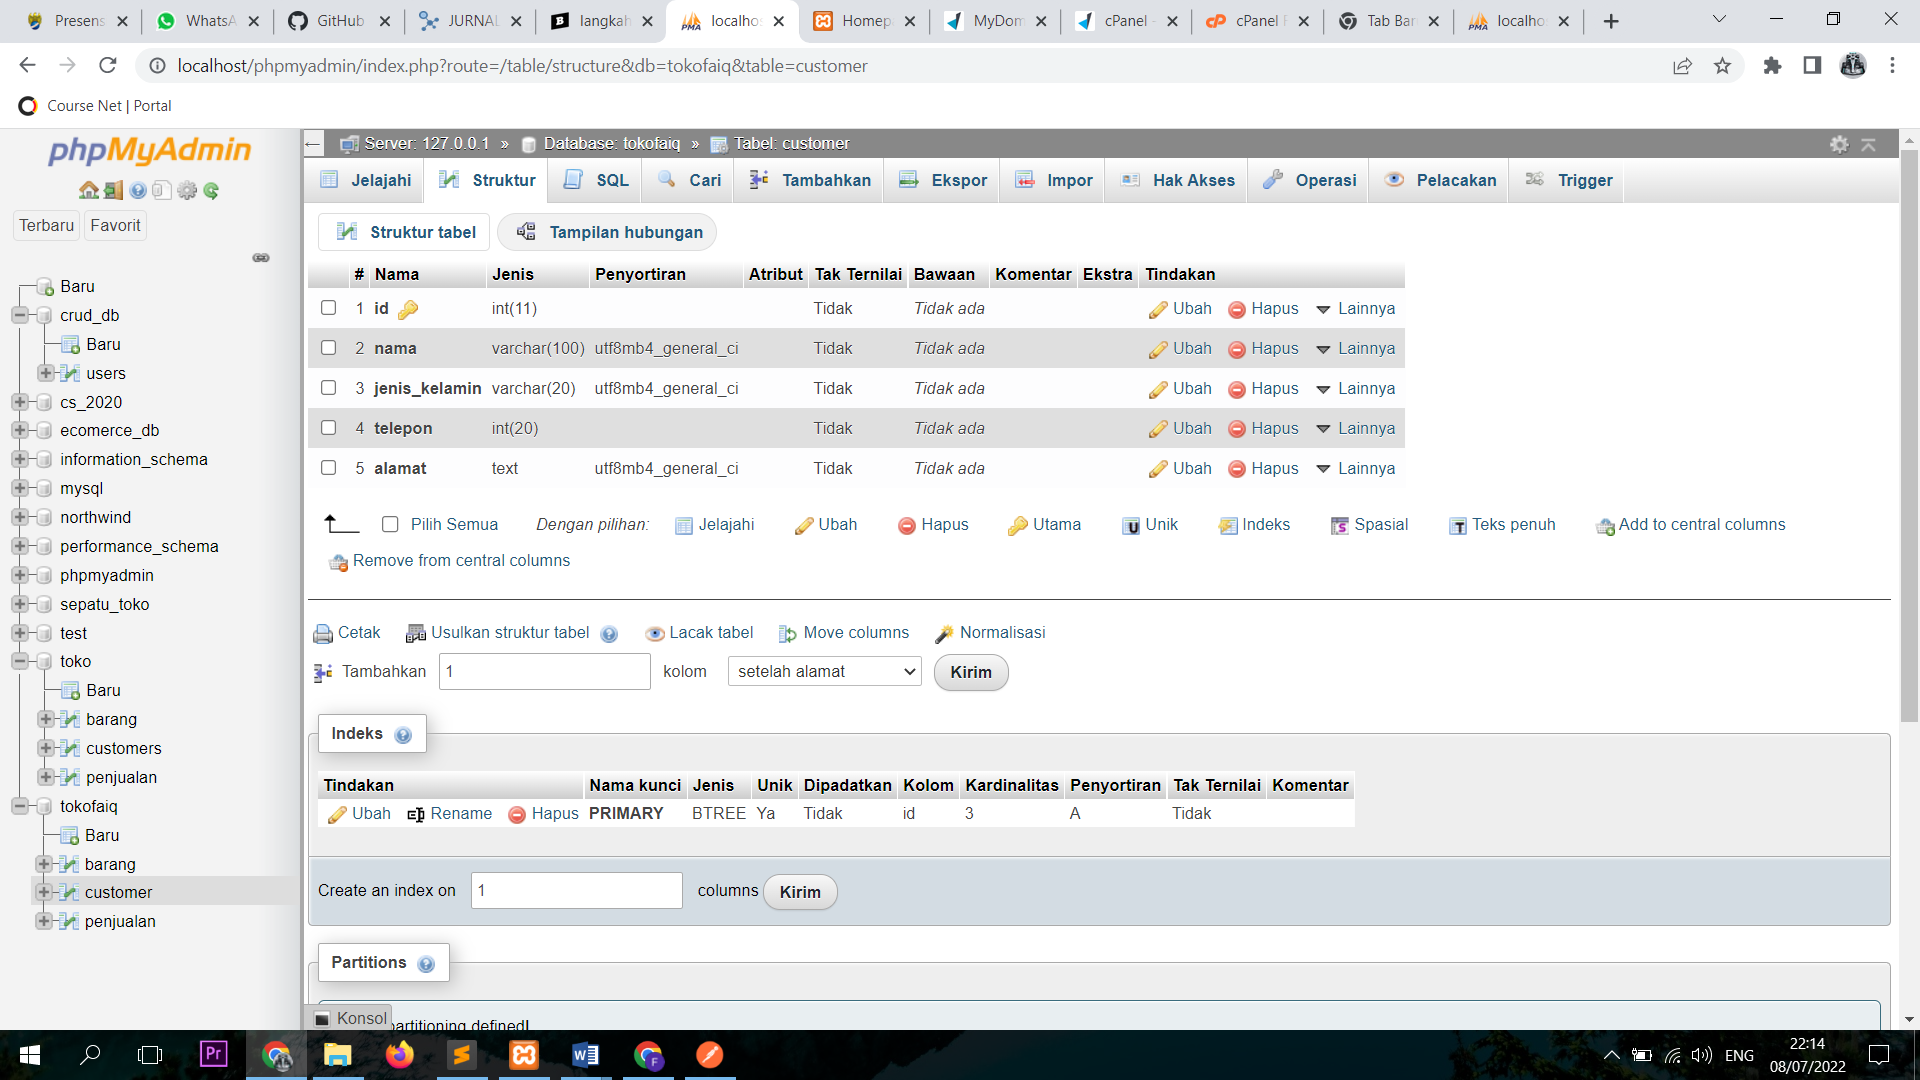 Presens
WhatsA
GitHub
JURNAL
langkah
localhos
Homepa
MyDom
cPanel -
cPanel F
Tab Bar
localhos
localhost/phpmyadmin/index.php?route=/table/structure&db=tokofaiq&table=customer
Course Net | Portal
phpMyAdmin
Terbaru Favorit
Baru
crud_db
Baru
users
cs_2020
ecomerce_db
information_schema
mysql
northwind
performance_schema
phpmyadmin
sepatu_toko
test
toko
Baru
barang
customers
penjualan
tokofaiq
Baru
barang
customer
penjualan
Server: 127.0.0.1 » Database: tokofaiq » Tabel: customer
Jelajahi Struktur SQL Cari Tambahkan Ekspor Impor Hak Akses Operasi Pelacakan Trigger
Struktur tabel Tampilan hubungan
# Nama Jenis Penyortiran Atribut Tak Ternilai Bawaan Komentar Ekstra Tindakan
1 id int(11) Tidak Tidak ada Ubah Hapus Lainnya
2 nama varchar(100) utf8mb4_general_ci Tidak Tidak ada Ubah Hapus Lainnya
3 jenis_kelamin varchar(20) utf8mb4_general_ci Tidak Tidak ada Ubah Hapus Lainnya
4 telepon int(20) Tidak Tidak ada Ubah Hapus Lainnya
5 alamat text utf8mb4_general_ci Tidak Tidak ada Ubah Hapus Lainnya
Pilih Semua Dengan pilihan: Jelajahi Ubah Hapus Utama Unik Indeks Spasial Teks penuh Add to central columns
Remove from central columns
Cetak Usulkan struktur tabel Lacak tabel Move columns Normalisasi
Tambahkan 1 kolom setelah alamat Kirim
Indeks
Tindakan Nama kunci Jenis Unik Dipadatkan Kolom Kardinalitas Penyortiran Tak Ternilai Komentar
Ubah Rename Hapus PRIMARY BTREE Ya Tidak id 3 A Tidak
Create an index on 1 columns Kirim
Partitions
partitioning defined!
Konsol
ENG
22:14
08/07/2022